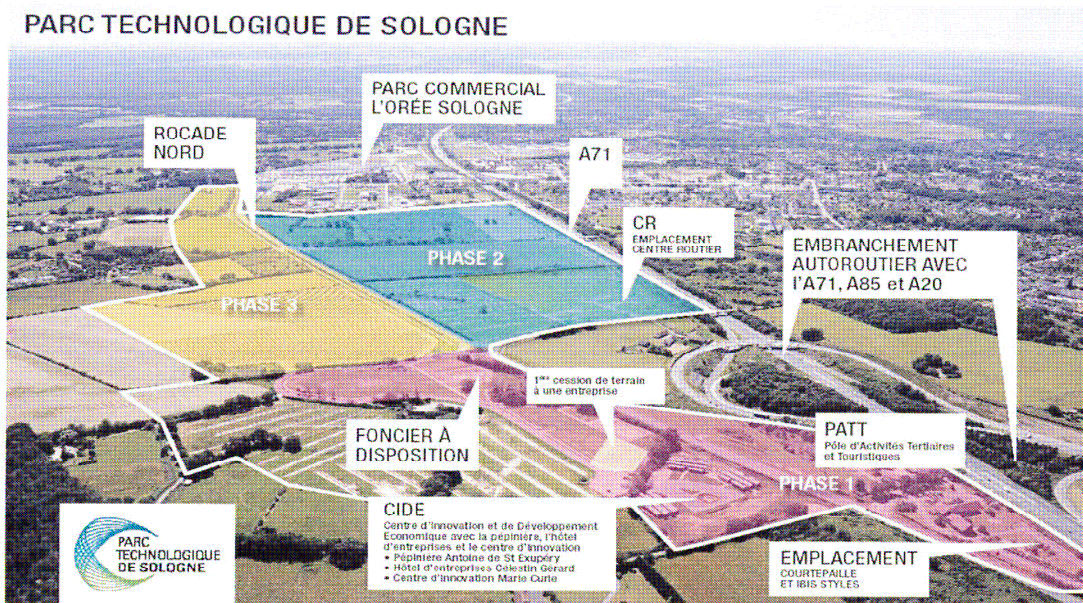 PARC TECHNOLOGIQUE DE SOLOGNE
PARC COMMERCIAL
L'ORÉE SOLOGNE
ROCADE
NORD
A71
CR
EMPLACEMENT
CENTRE ROUTIER
EMBRANCHEMENT
AUTOROUTIER AVEC
l'A71, A85 et A20
PHASE 2
PHASE 3
1ère cession de terrain
à une entreprise
FONCIER À
DISPOSITION
PATT
Pôle d'Activités Tertiaires
et Touristiques
PHASE 1
CIDE
Centre d'Innovation et de Développement
Economique avec la pépinière, l'hôtel
d'entreprises et le centre d'innovation
• Pépinière Antoine de St Exupéry
• Hôtel d'entreprises Célestin Gérard
• Centre d'Innovation Marie Curie
EMPLACEMENT
COURTEPAILLE
ET IBIS STYLES
PARC
TECHNOLOGIQUE
DE SOLOGNE